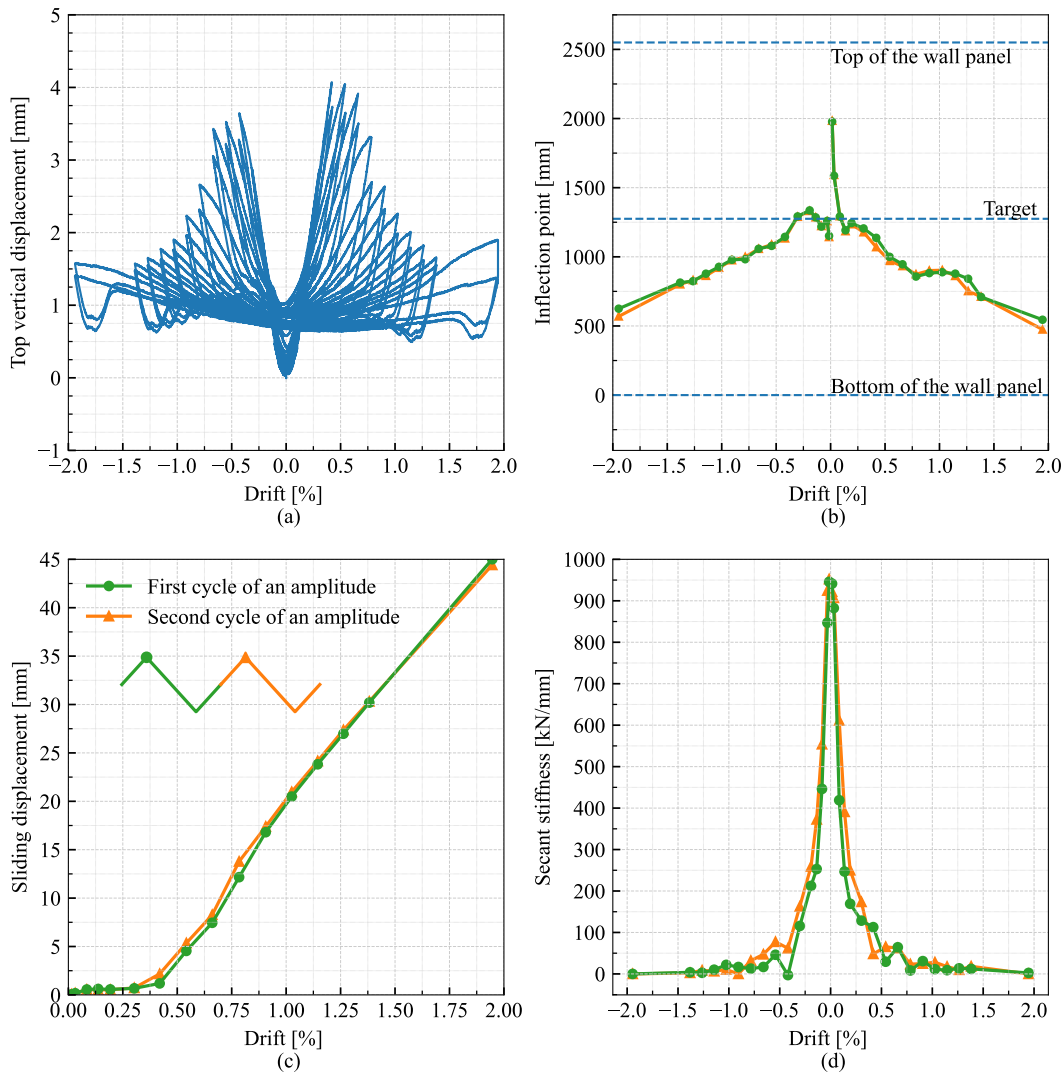 5
4
3
2
1
0
−1
Top vertical displacement [mm]
−2.0 −1.5 −1.0 −0.5 0.0 0.5 1.0 1.5 2.0
Drift [%]
(a)
2500
2000
1500
1000
500
0
Inflection point [mm]
Top of the wall panel
Target
Bottom of the wall panel
−2.0 −1.5 −1.0 −0.5 0.0 0.5 1.0 1.5 2.0
Drift [%]
(b)
45
40
35
30
25
20
15
10
5
0
Sliding displacement [mm]
First cycle of an amplitude
Second cycle of an amplitude
0.00 0.25 0.50 0.75 1.00 1.25 1.50 1.75 2.00
Drift [%]
(c)
1000
900
800
700
600
500
400
300
200
100
0
Secant stiffness [kN/mm]
−2.0 −1.5 −1.0 −0.5 0.0 0.5 1.0 1.5 2.0
Drift [%]
(d)